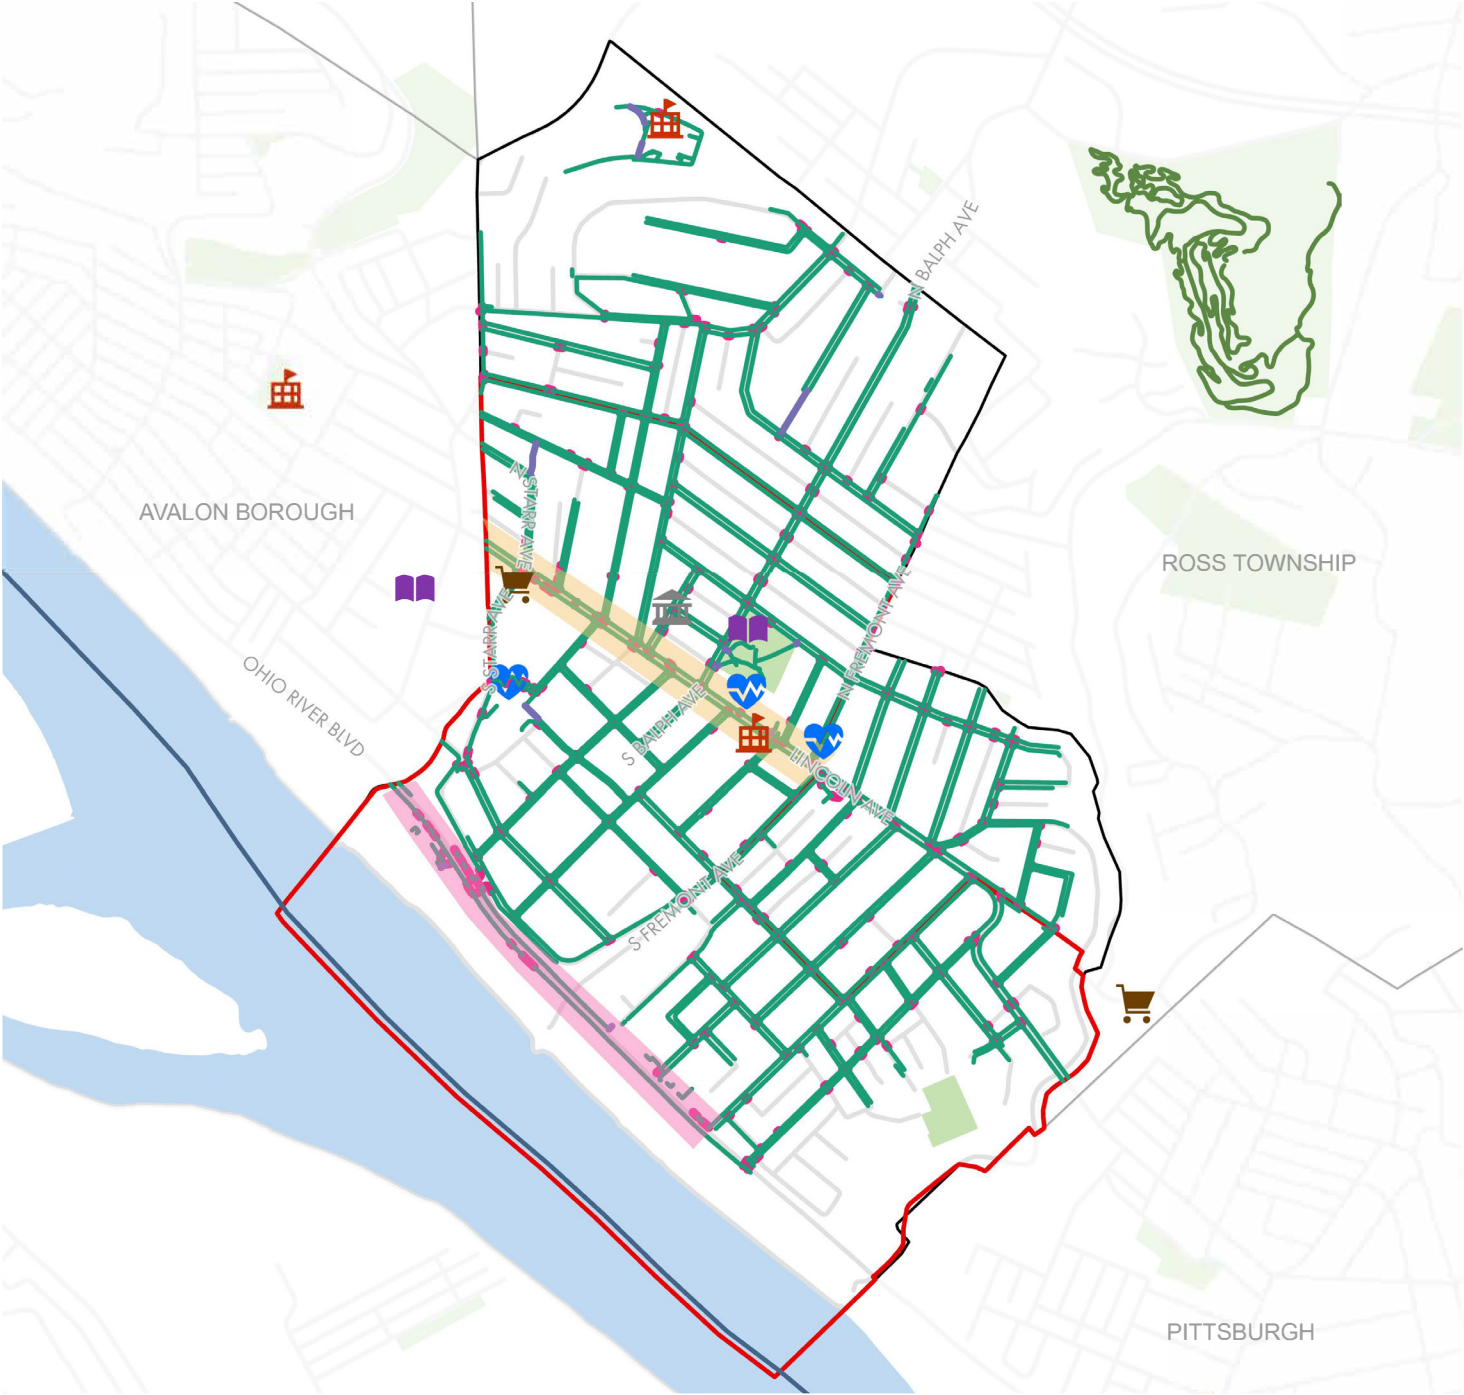 N BALPH AVE
AVALON BOROUGH
N STARR AVE
ROSS TOWNSHIP
S STARR AVE
N FREMONT AVE
OHIO RIVER BLVD
S BALPH AVE
LINCOLN AVE
S FREMONT AVE
PITTSBURGH